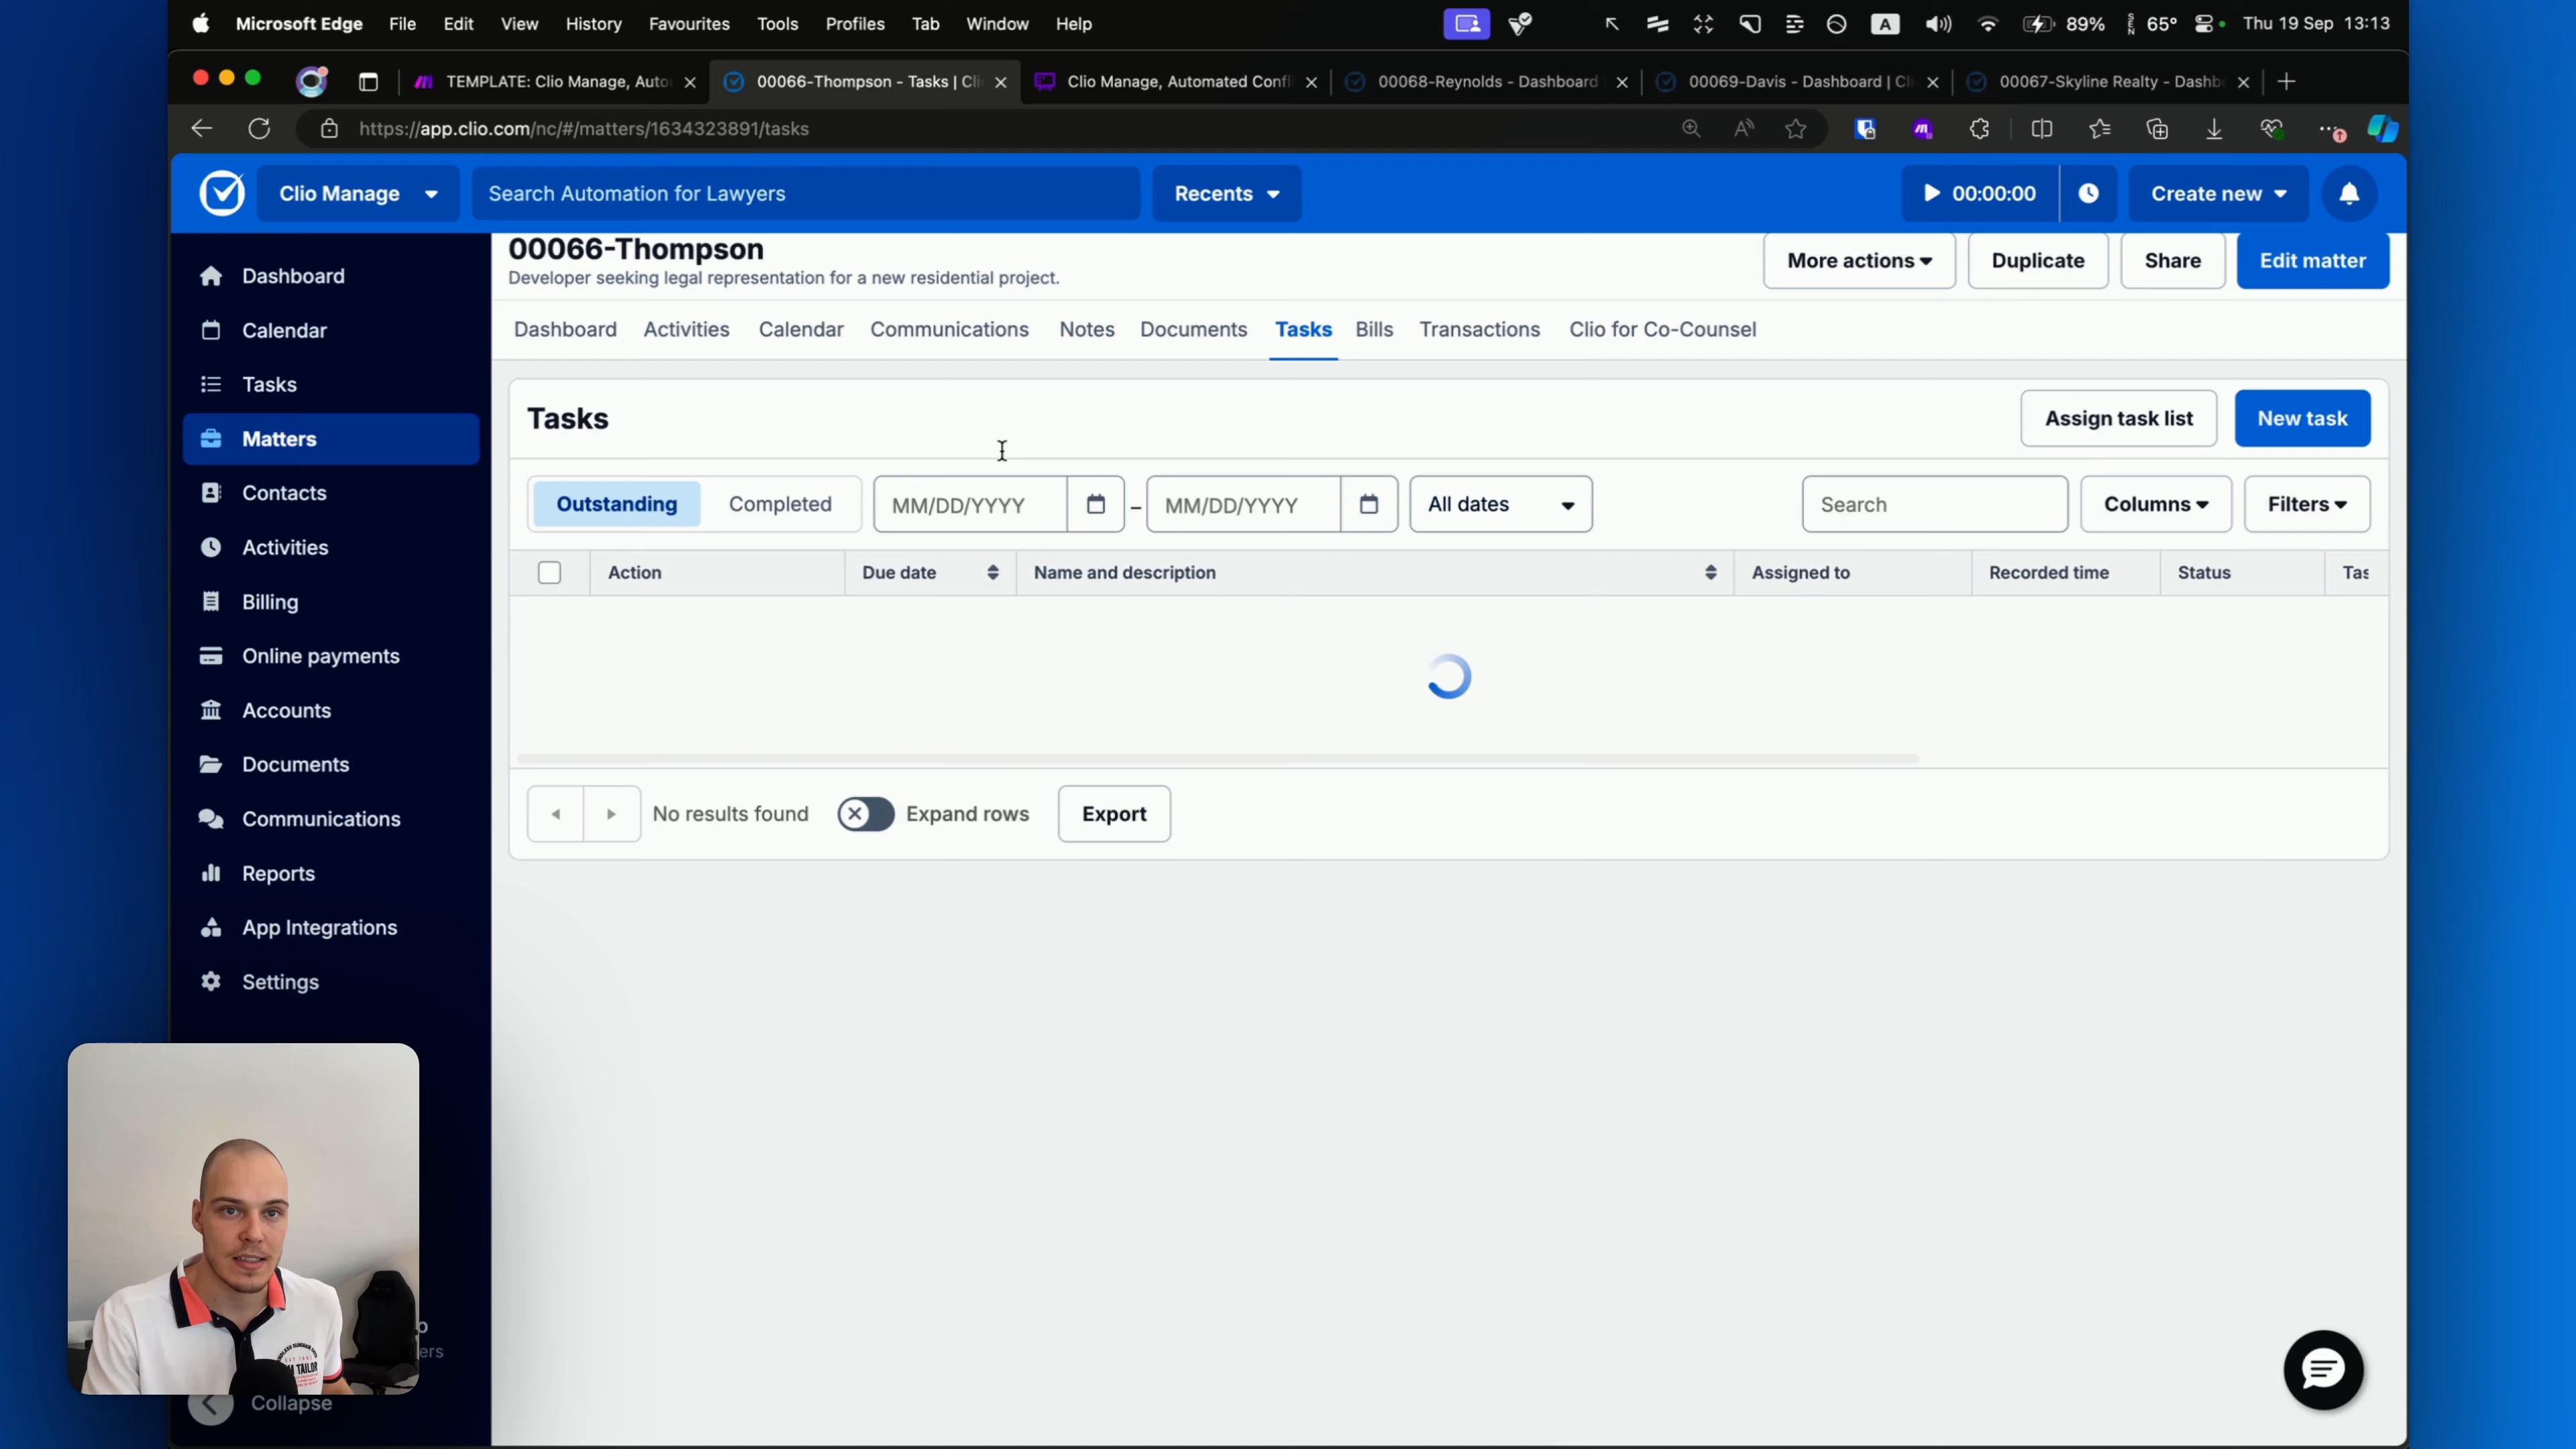 Microsoft Edge File Edit View History Favourites Tools Profiles Tab Window Help A 89% SEN 65° Thu 19 Sep 13:13
TEMPLATE: Clio Manage, Auto 00066-Thompson - Tasks | Cli Clio Manage, Automated Confl 00068-Reynolds - Dashboard 00069-Davis - Dashboard | Cl 00067-Skyline Realty - Dashb
https://app.clio.com/nc/#/matters/1634323891/tasks
Clio Manage Search Automation for Lawyers Recents 00:00:00 Create new
00066-Thompson
Developer seeking legal representation for a new residential project.
More actions Duplicate Share Edit matter
Dashboard Activities Calendar Communications Notes Documents Tasks Bills Transactions Clio for Co-Counsel
Dashboard
Calendar
Tasks
Matters
Contacts
Activities
Billing
Online payments
Accounts
Documents
Communications
Reports
App Integrations
Settings
Collapse
Tasks Assign task list New task
Outstanding Completed MM/DD/YYYY – MM/DD/YYYY All dates Search Columns Filters
Action Due date Name and description Assigned to Recorded time Status Tas
No results found Expand rows Export
ers
TAILOR